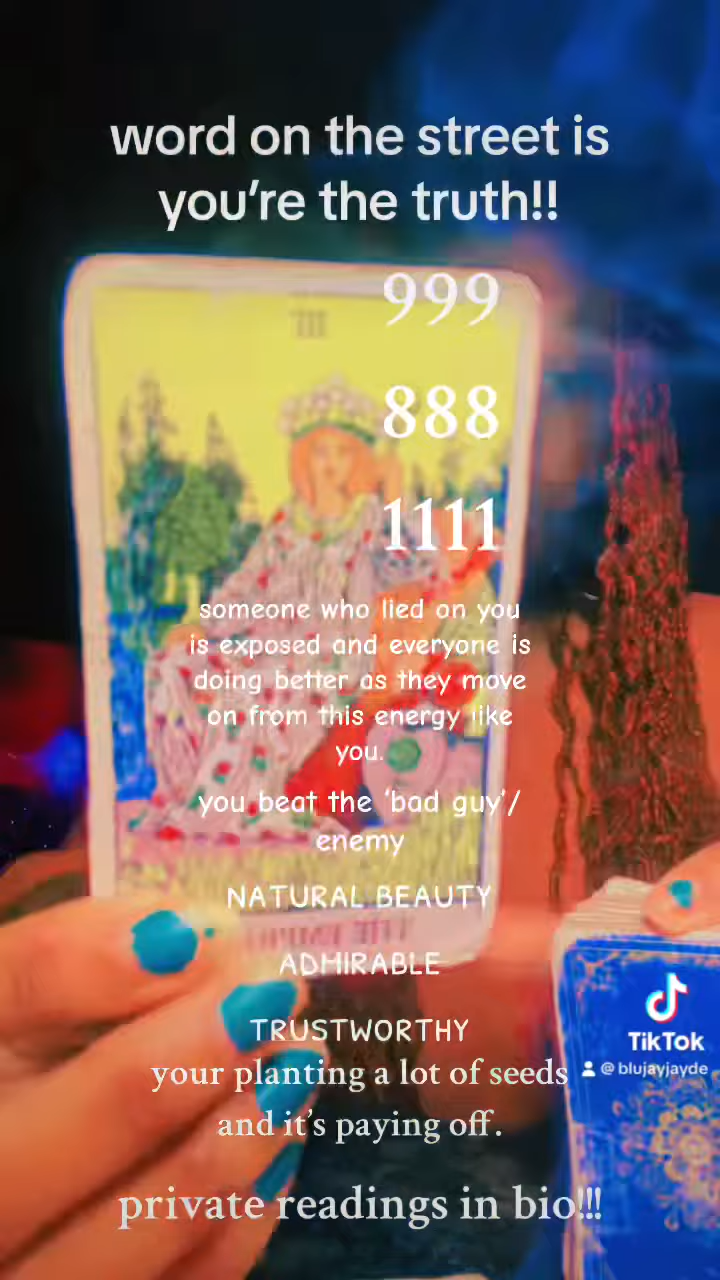 word on the street is
you're the truth!!
III
999
888
1111
someone who lied on you
is exposed and everyone is
doing better as they move
on from this energy like
you.
you beat the 'bad guy'/
enemy
NATURAL BEAUTY
ADMIRABLE
TRUSTWORTHY
your planting a lot of seeds
and it's paying off.
TikTok
@blujayjayde
private readings in bio!!!